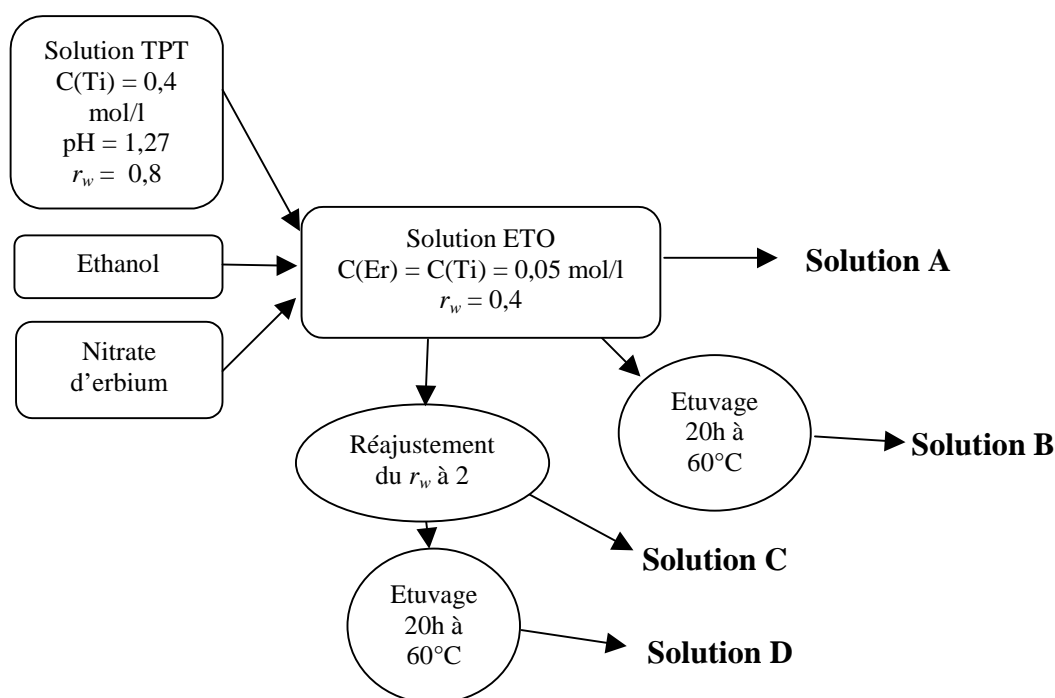 Solution TPT
C(Ti) = 0,4
mol/l
pH = 1,27
r_w = 0,8
Ethanol
Nitrate
d'erbium
Solution ETO
C(Er) = C(Ti) = 0,05 mol/l
r_w = 0,4
Solution A
Etuvage
20h à
60°C
Solution B
Réajustement
du r_w à 2
Solution C
Etuvage
20h à
60°C
Solution D